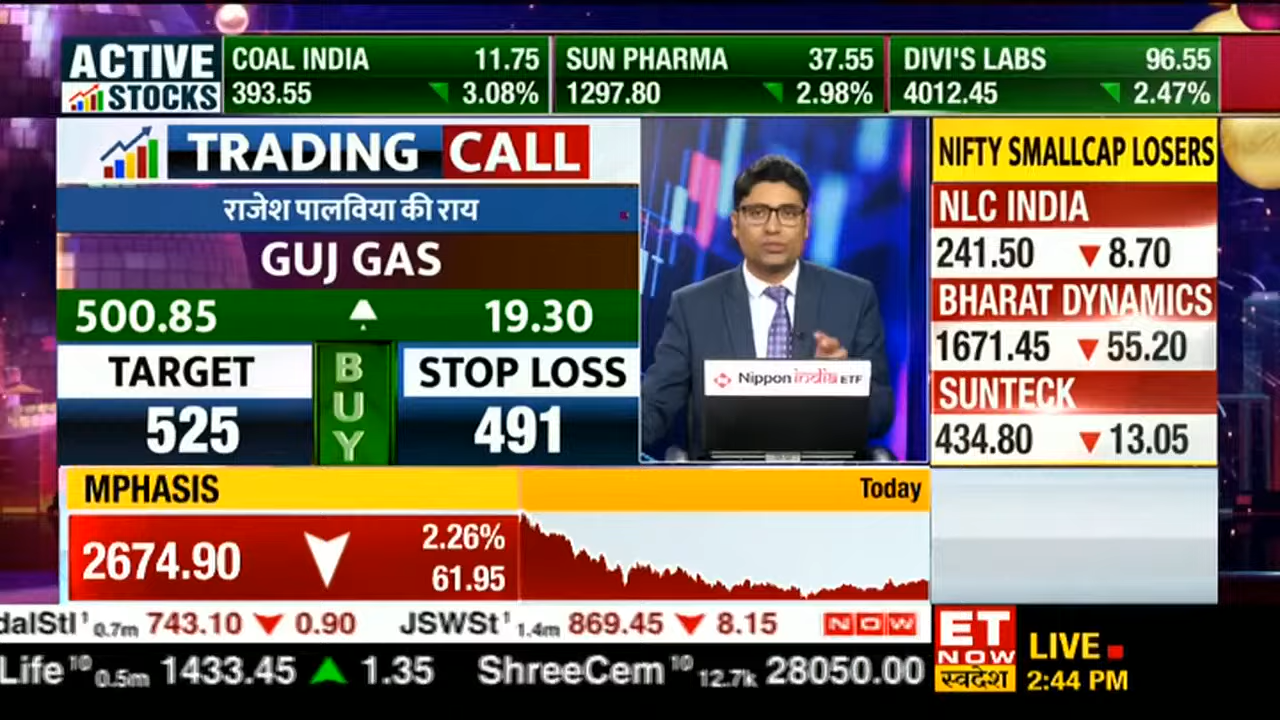 ACTIVE STOCKS
COAL INDIA 11.75
393.55 3.08%
SUN PHARMA 37.55
1297.80 2.98%
DIVI'S LABS 96.55
4012.45 2.47%
TRADING CALL
राजेश पालविया की राय
GUJ GAS
500.85 19.30
TARGET
525
BUY
STOP LOSS
491
Nippon india ETF
NIFTY SMALLCAP LOSERS
NLC INDIA
241.50 8.70
BHARAT DYNAMICS
1671.45 55.20
SUNTECK
434.80 13.05
MPHASIS
Today
2674.90
2.26%
61.95
dalStl 1 0.7m 743.10 0.90 JSWSt 1 1.4m 869.45 8.15 NOW
Life 10 0.5m 1433.45 1.35 ShreeCem 10 12.7k 28050.00
ET
NOW
स्वदेश
LIVE
2:44 PM